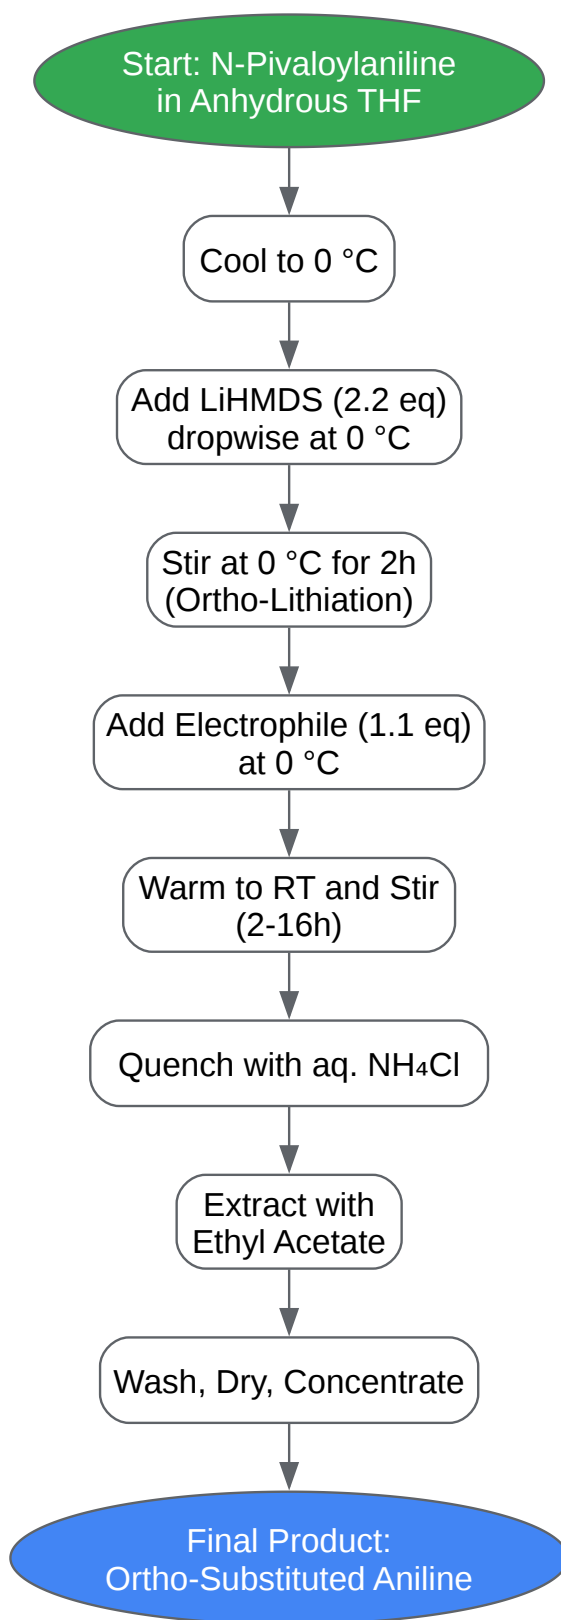 Start: N-Pivaloylaniline
in Anhydrous THF
Cool to 0 °C
Add LiHMDS (2.2 eq)
dropwise at 0 °C
Stir at 0 °C for 2h
(Ortho-Lithiation)
Add Electrophile (1.1 eq)
at 0 °C
Warm to RT and Stir
(2-16h)
Quench with aq. NH₄Cl
Extract with
Ethyl Acetate
Wash, Dry, Concentrate
Final Product:
Ortho-Substituted Aniline